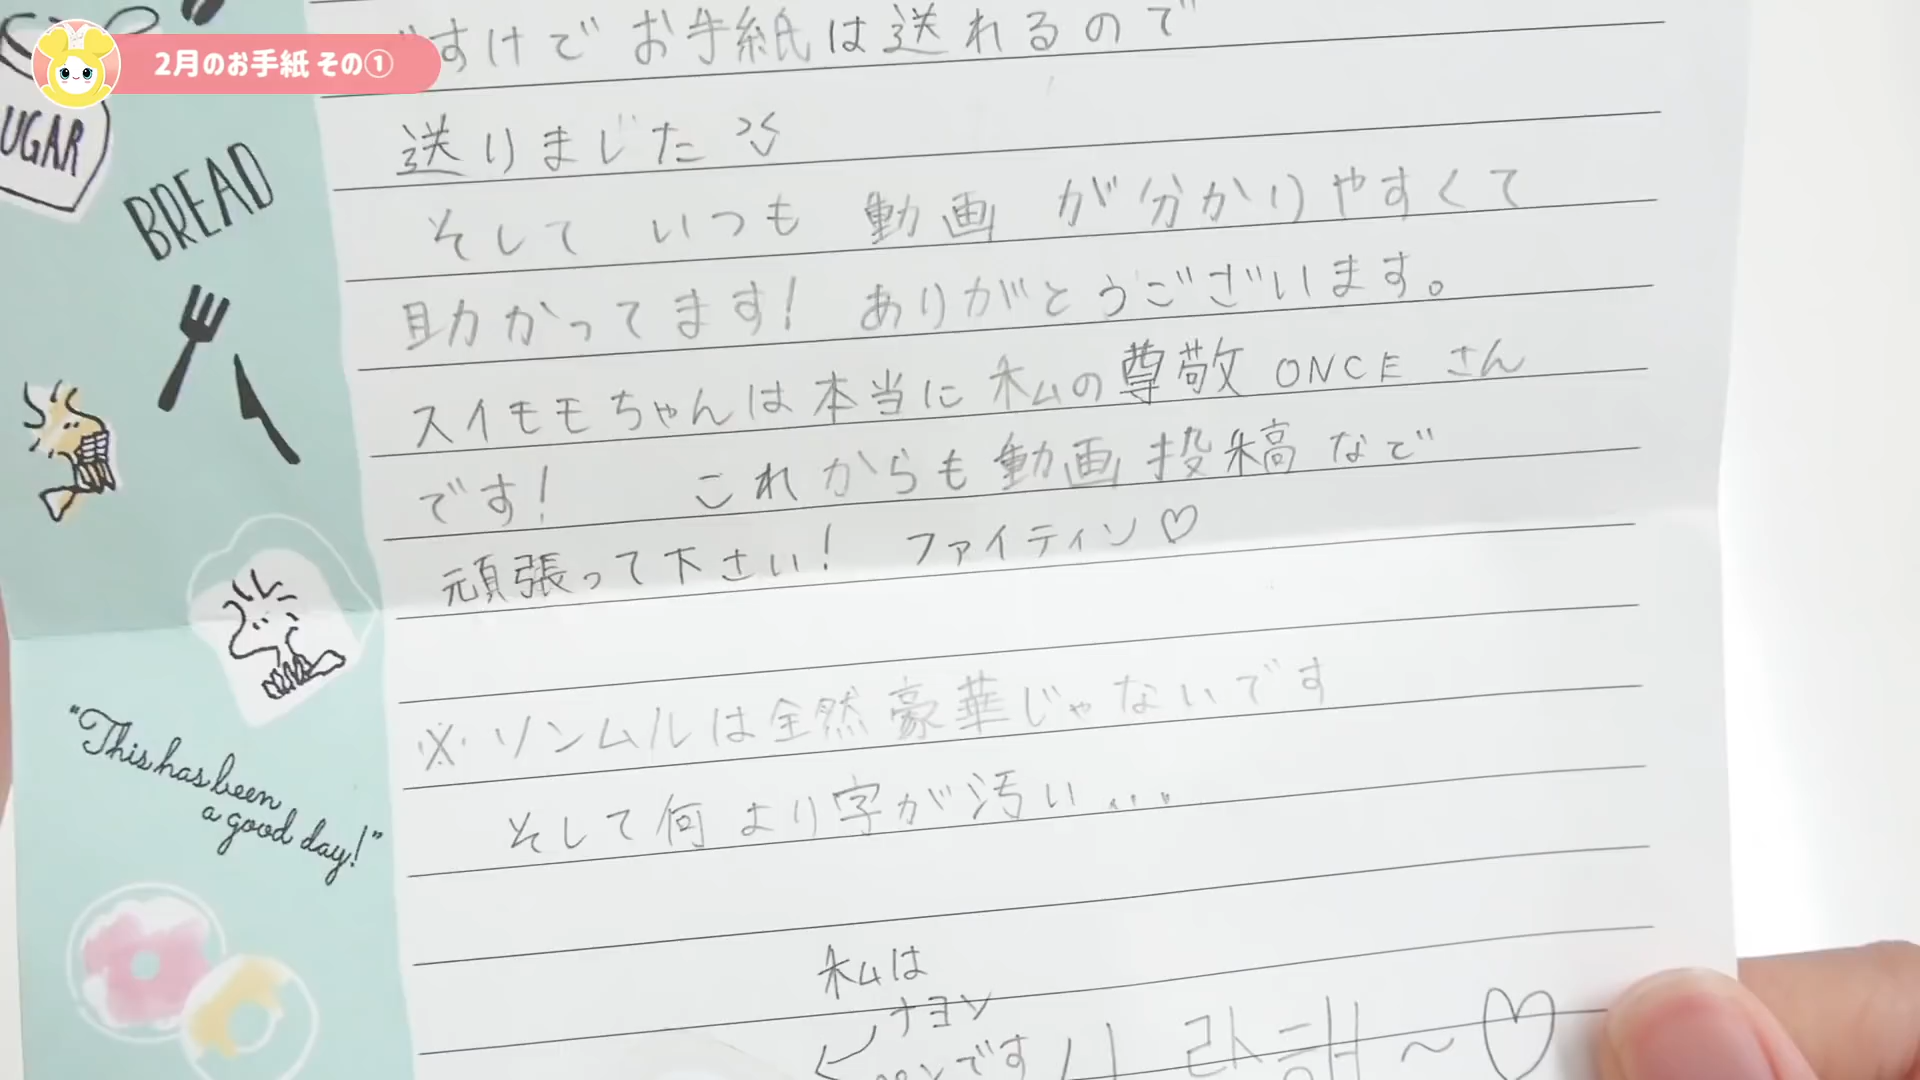 2月のお手紙 その①
ですけでお手紙は送れるので
送りまじた
そして いつも 動画 が分かりやすくて
助かってます! ありがとうございます。
スイモモちゃんは本当に私の尊敬 ONCE さん
です! これからも動画 投稿 など
頑張って下さい! ファイティン♡
※ソンムルは全然豪華じゃないです
そして何より字が汚い...
私は
ナヨン
ペンです
사랑해~♡
UGAR
BREAD
"This has been
a good day!"